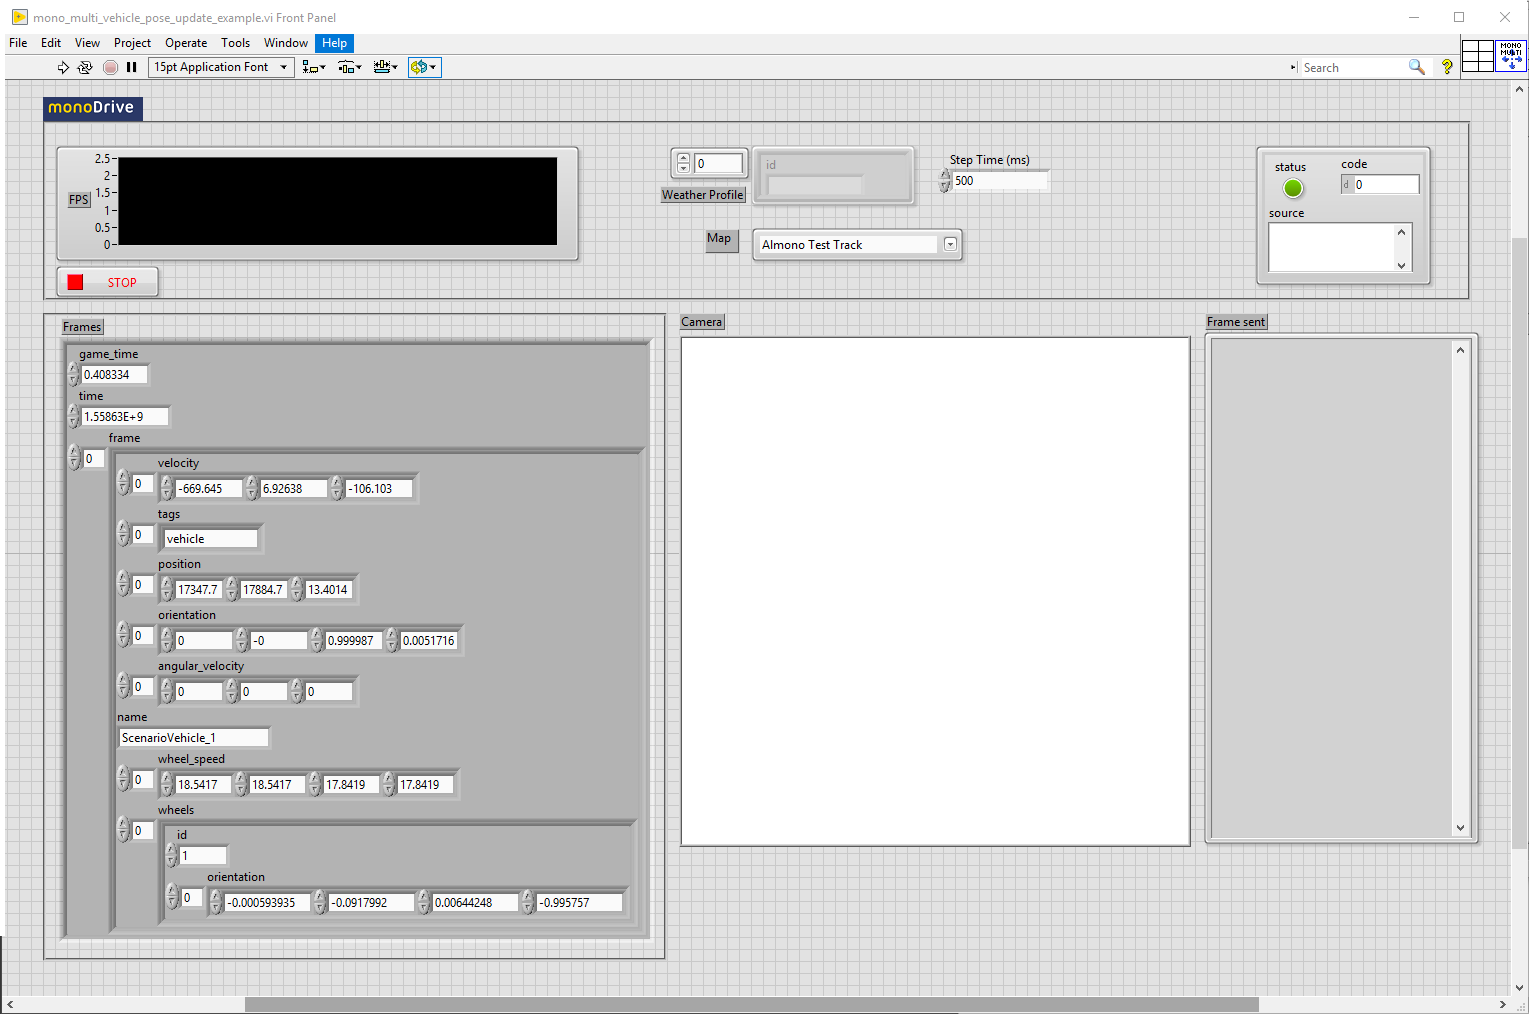 mono_multi_vehicle_pose_update_example.vi Front Panel
File Edit View Project Operate Tools Window Help
15pt Application Font
Search
?
MONO
MULTI
monoDrive
FPS
2.5
2
1.5
1
0.5
0
STOP
0
Weather Profile
id
Step Time (ms)
500
Map
Almono Test Track
status
code
d 0
source
Frames
game_time
0.408334
time
1.55863E+9
frame
0
velocity
0 -669.645 6.92638 -106.103
tags
0 vehicle
position
0 17347.7 17884.7 13.4014
orientation
0 0 -0 0.999987 0.0051716
angular_velocity
0 0 0 0
name
ScenarioVehicle_1
wheel_speed
0 18.5417 18.5417 17.8419 17.8419
wheels
0
id
1
orientation
0 -0.000593935 -0.0917992 0.00644248 -0.995757
Camera
Frame sent